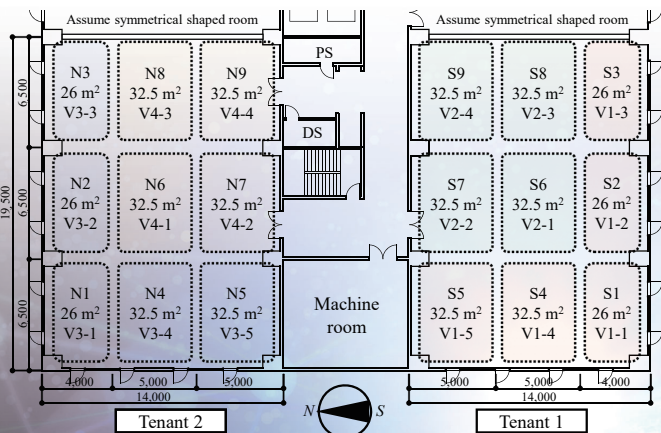 Assume symmetrical shaped room
Assume symmetrical shaped room
PS
DS
N3
26 m²
V3-3
N8
32.5 m²
V4-3
N9
32.5 m²
V4-4
S9
32.5 m²
V2-4
S8
32.5 m²
V2-3
S3
26 m²
V1-3
N2
26 m²
V3-2
N6
32.5 m²
V4-1
N7
32.5 m²
V4-2
S7
32.5 m²
V2-2
S6
32.5 m²
V2-1
S2
26 m²
V1-2
N1
26 m²
V3-1
N4
32.5 m²
V3-4
N5
32.5 m²
V3-5
Machine
room
S5
32.5 m²
V1-5
S4
32.5 m²
V1-4
S1
26 m²
V1-1
19,500
6,500
6,500
6,500
4,000
5,000
5,000
14,000
5,000
5,000
4,000
14,000
Tenant 2
N
S
Tenant 1